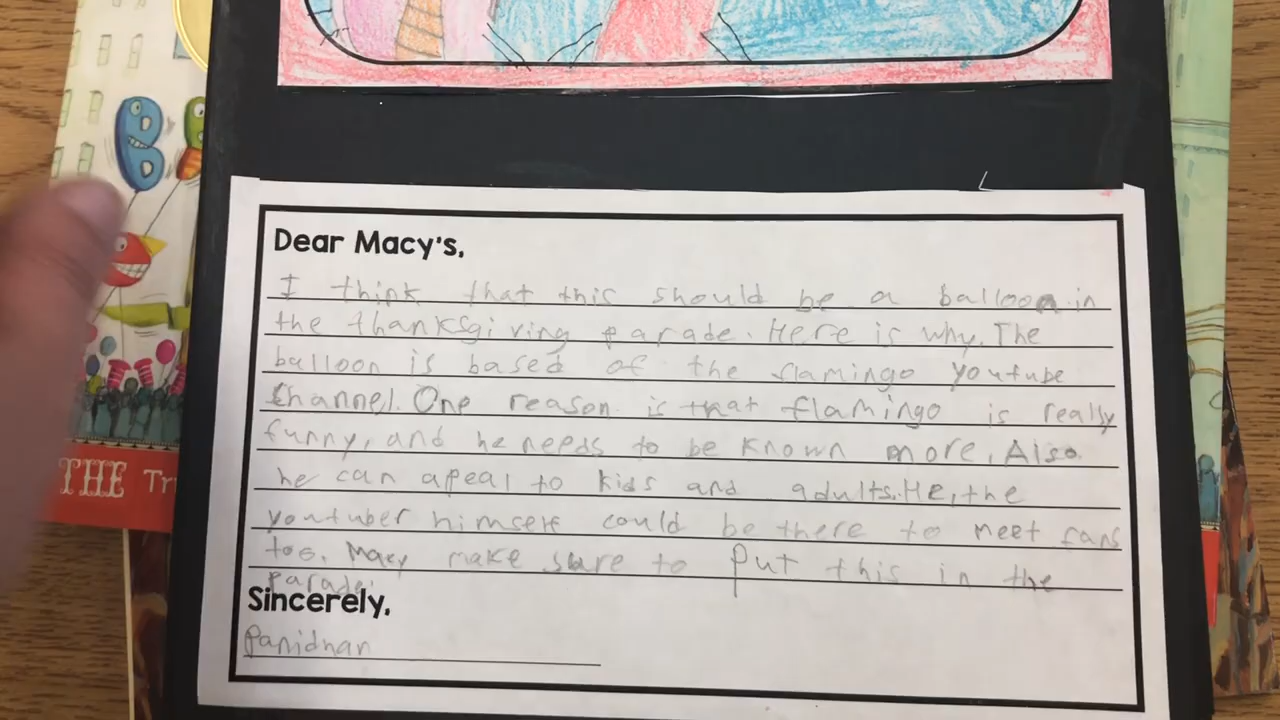 B
THE Tr
Dear Macy's,
I think that this should be a balloon in
the thanksgiving parade. Here is why. The
balloon is based of the flamingo youtube
channel. One reason is that flamingo is really
funny, and he needs to be known more. Also
he can apeal to kids and adults. He, the
youtuber himself could be there to meet fans
too. Macy make sure to put this in the
parade.
Sincerely,